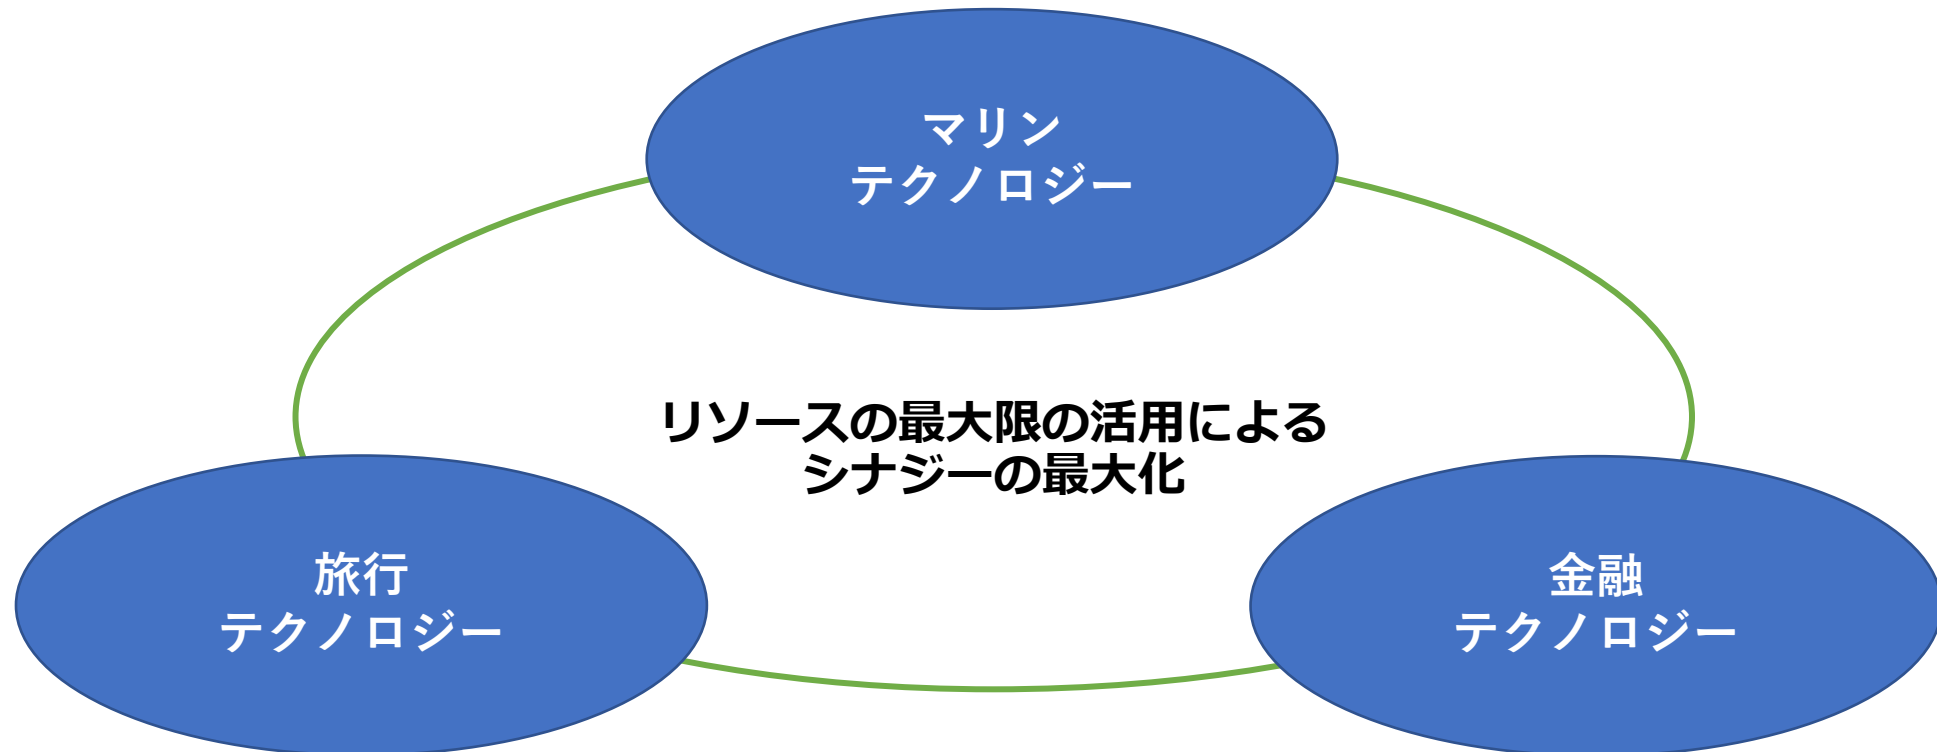 マリン
テクノロジー
リソースの最大限の活用による
シナジーの最大化
旅行
テクノロジー
金融
テクノロジー